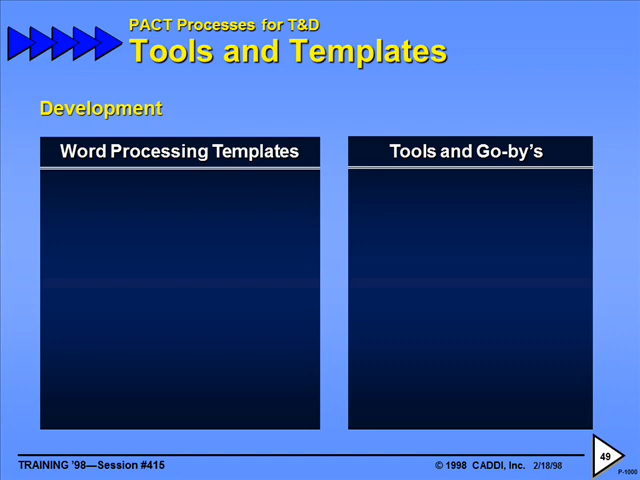 PACT Processes for T&D
Tools and Templates
Development
Word Processing Templates
Tools and Go-by’s
TRAINING ’98—Session #415
© 1998 CADDI, Inc. 2/18/98
49
P-1000